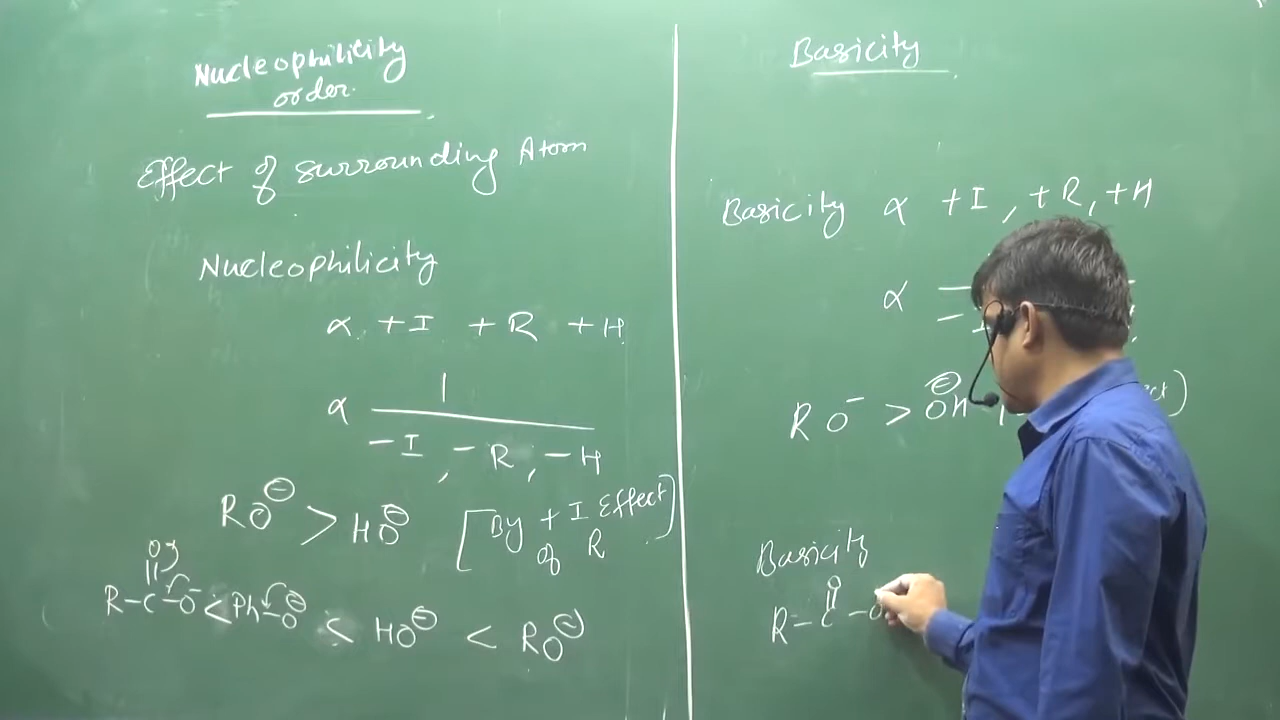 Nucleophilicity
order.
Effect of surrounding Atom
Nucleophilicity
α +I +R +H
α 1
-I, -R, -H
RO⊖ > HO⊖ [By + I Effect]
of R
O
||
R-C-O⁻ < Ph-O⊖ < HO⊖ < RO⊖
Basicity
Basicity α +I, +R, +H
α
RO⁻ > OH⊖
Basicity
O
||
R-C-O